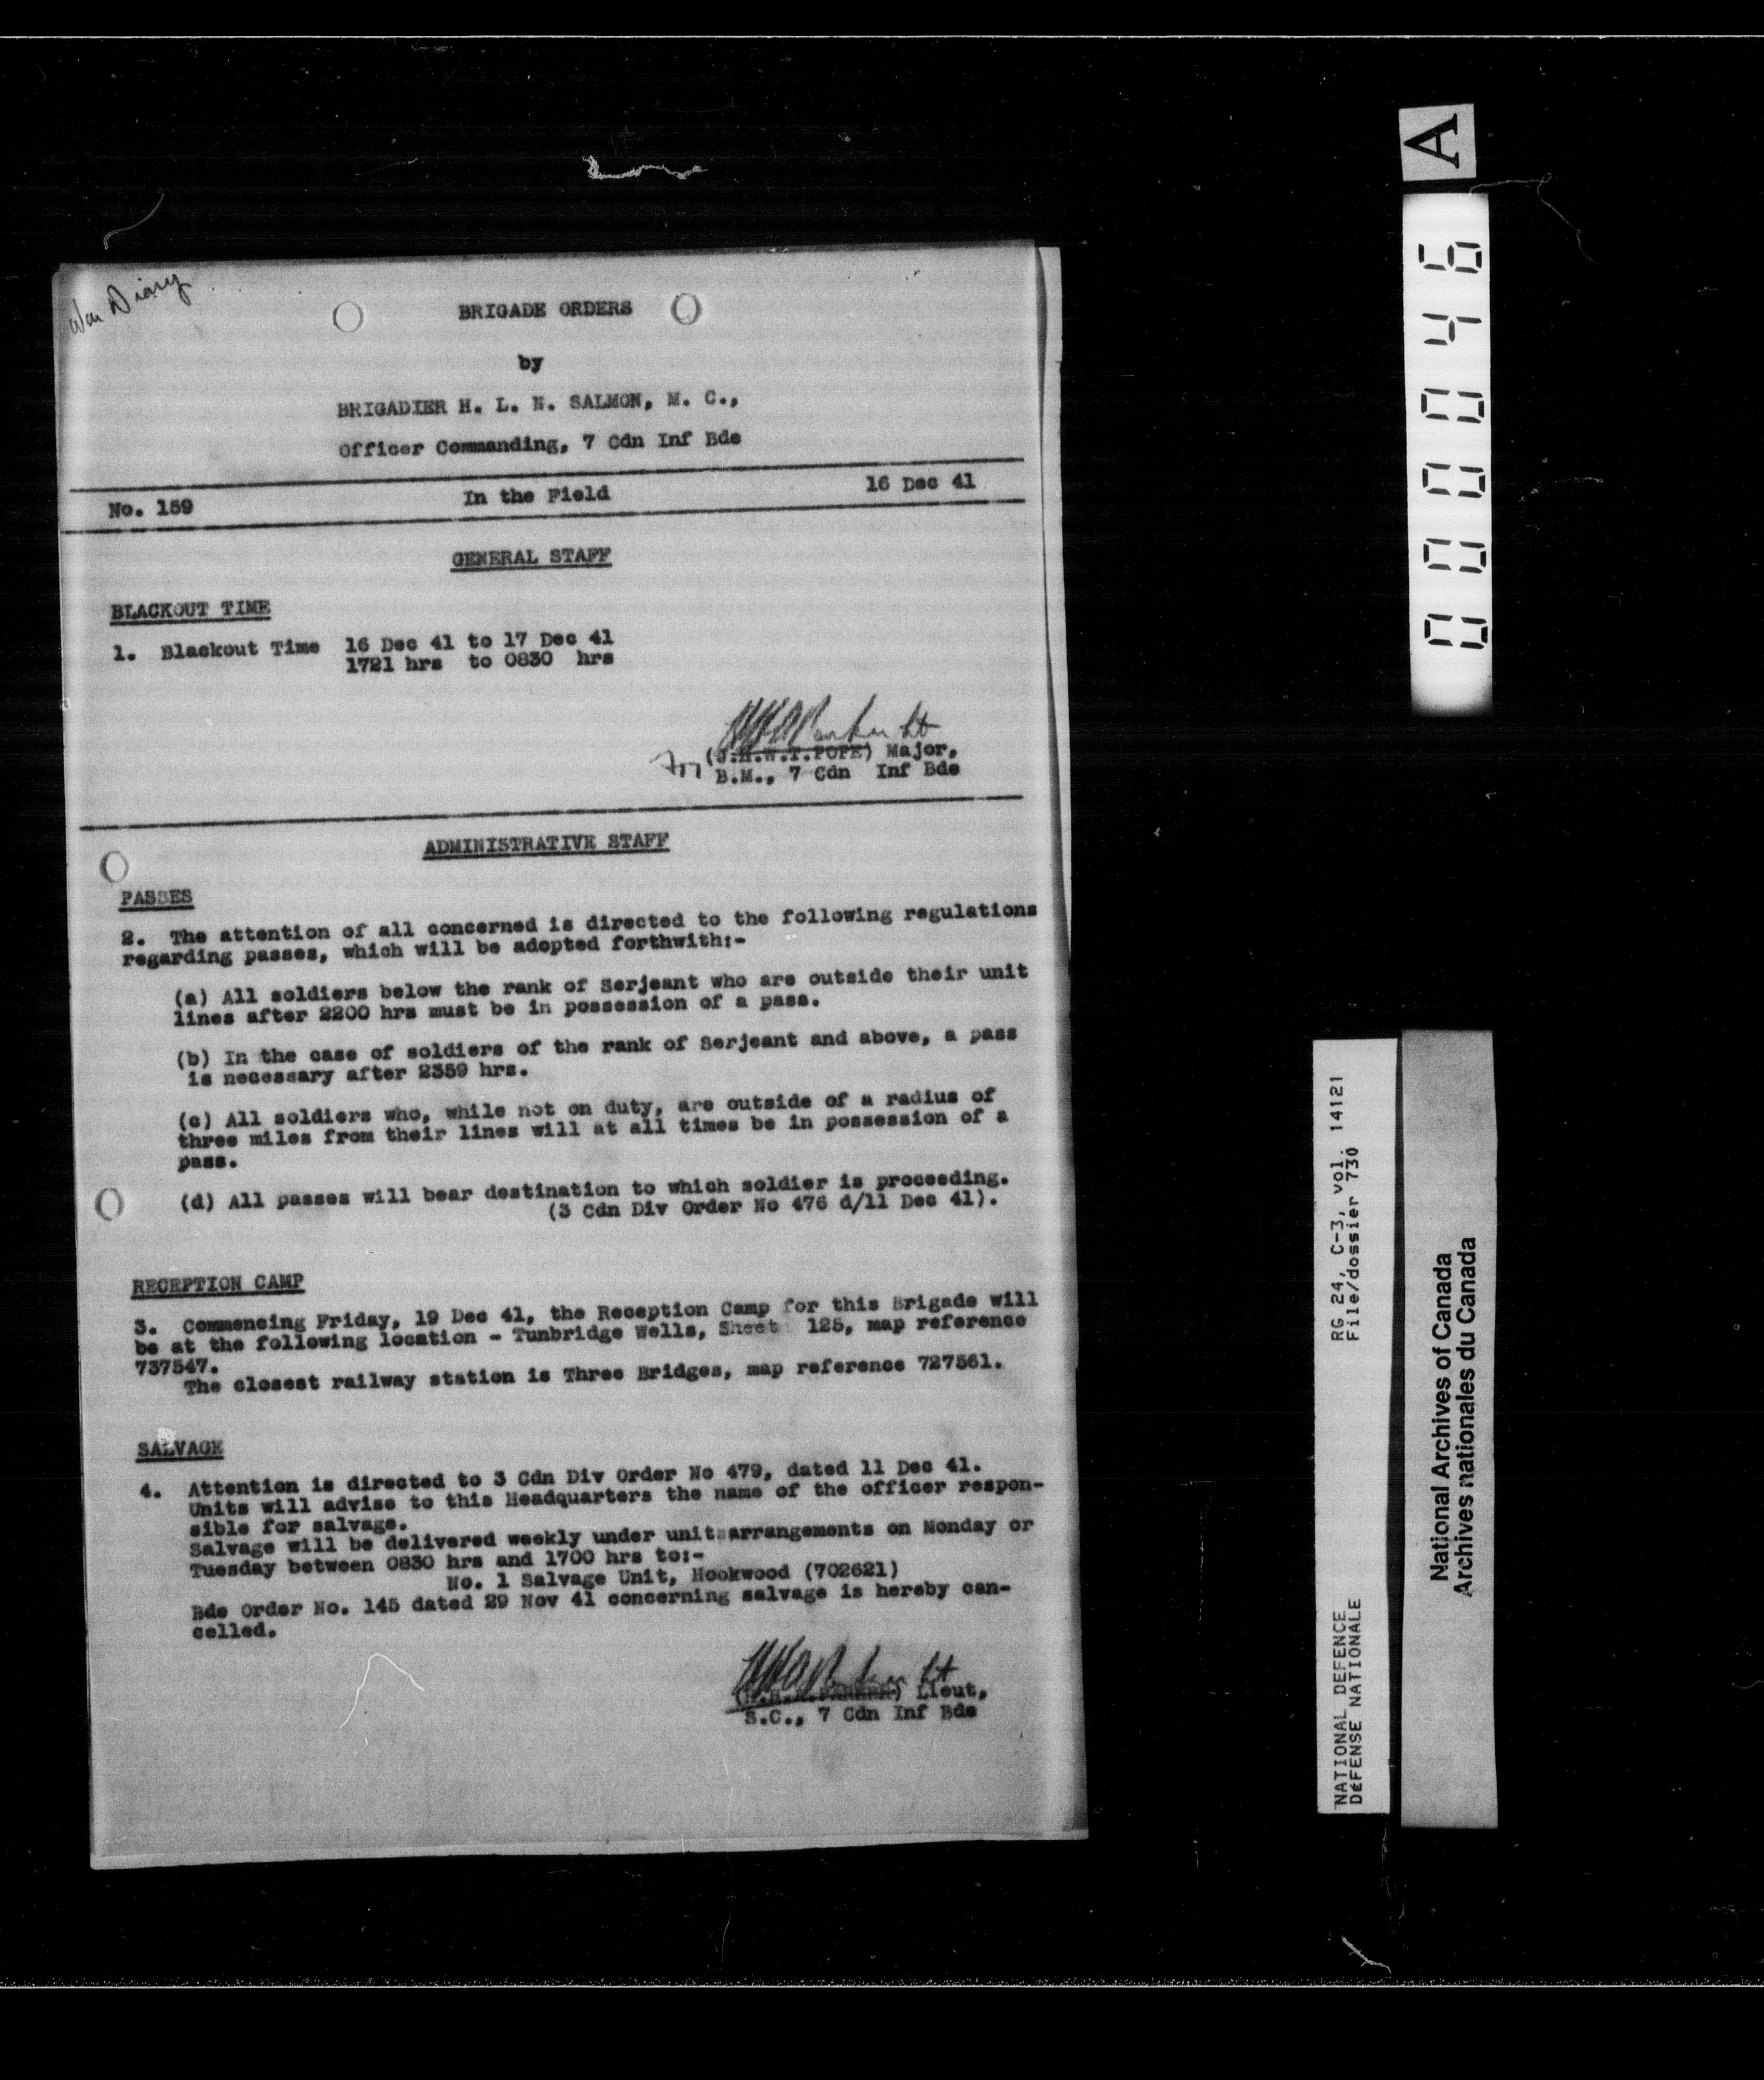 War Diary
BRIGADE ORDERS
by
BRIGADIER H. L. N. SALMON, M. C.,
Officer Commanding, 7 Cdn Inf Bde
No. 159 In the Field 16 Dec 41
GENERAL STAFF
BLACKOUT TIME
1. Blackout Time 16 Dec 41 to 17 Dec 41
1721 hrs to 0830 hrs
for (J.H.W.T.POPE) Major,
B.M., 7 Cdn Inf Bde
ADMINISTRATIVE STAFF
PASSES
2. The attention of all concerned is directed to the following regulations
regarding passes, which will be adopted forthwith:-
(a) All soldiers below the rank of Serjeant who are outside their unit
lines after 2200 hrs must be in possession of a pass.
(b) In the case of soldiers of the rank of Serjeant and above, a pass
is necessary after 2359 hrs.
(c) All soldiers who, while not on duty, are outside of a radius of
three miles from their lines will at all times be in possession of a
pass.
(d) All passes will bear destination to which soldier is proceeding.
(3 Cdn Div Order No 476 d/11 Dec 41).
RECEPTION CAMP
3. Commencing Friday, 19 Dec 41, the Reception Camp for this Brigade will
be at the following location - Tunbridge Wells, Sheet 125, map reference
737547.
The closest railway station is Three Bridges, map reference 727561.
SALVAGE
4. Attention is directed to 3 Cdn Div Order No 479, dated 11 Dec 41.
Units will advise to this Headquarters the name of the officer respon-
sible for salvage.
Salvage will be delivered weekly under unit arrangements on Monday or
Tuesday between 0830 hrs and 1700 hrs to:-
No. 1 Salvage Unit, Hookwood (702621)
Bde Order No. 145 dated 29 Nov 41 concerning salvage is hereby can-
celled.
PARKER) Lieut,
S.C., 7 Cdn Inf Bde
A
000046
RG 24, C-3, vol. 14121
File/dossier 730
NATIONAL DEFENCE
DÉFENSE NATIONALE
National Archives of Canada
Archives nationales du Canada